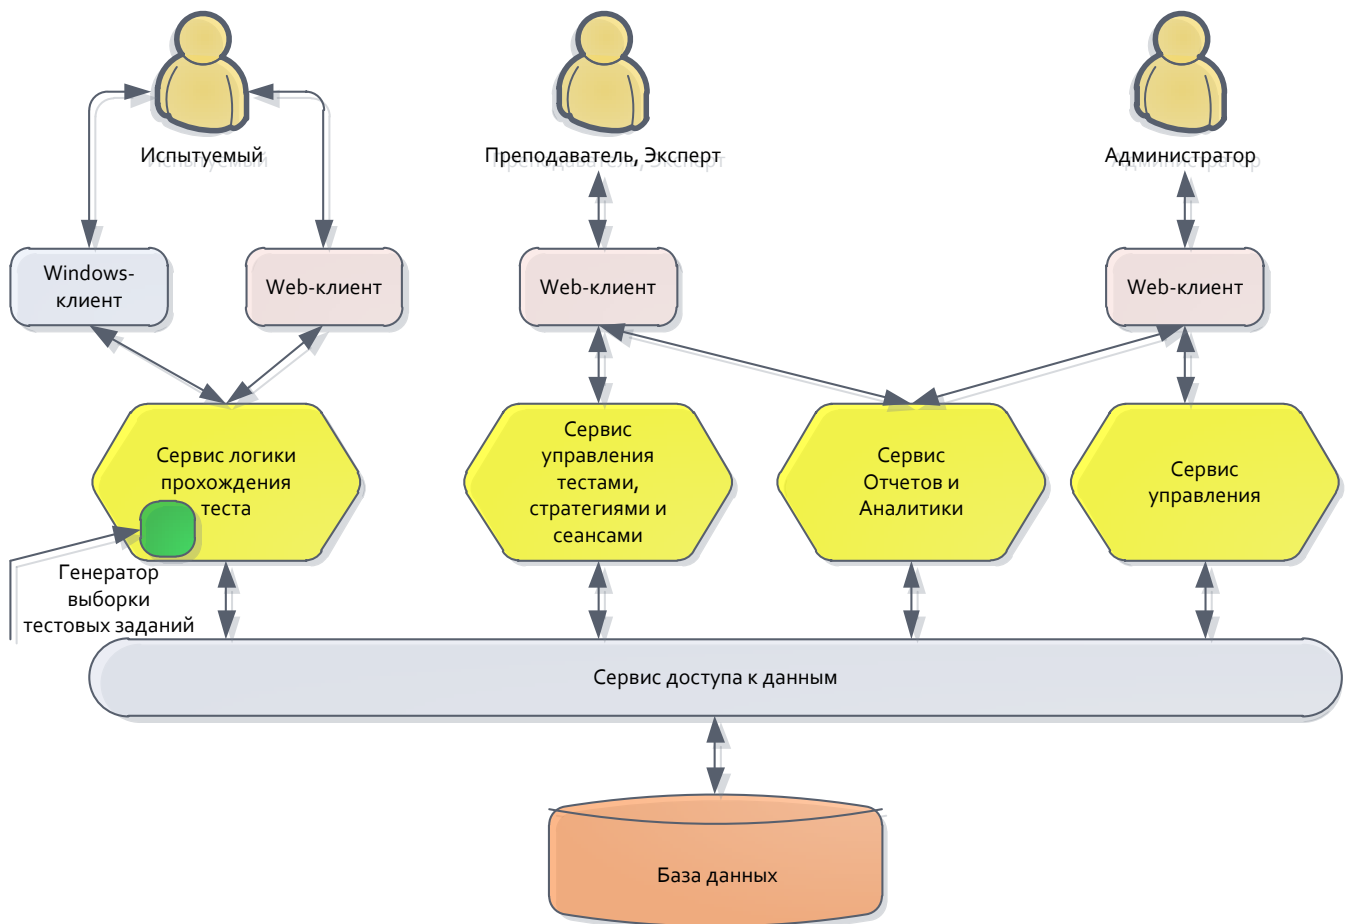 Испытуемый
Преподаватель, Эксперт
Администратор
Windows-
клиент
Web-клиент
Web-клиент
Web-клиент
Сервис логики
прохождения
теста
Сервис
управления
тестами,
стратегиями и
сеансами
Сервис
Отчетов и
Аналитики
Сервис
управления
Генератор
выборки
тестовых заданий
Сервис доступа к данным
База данных